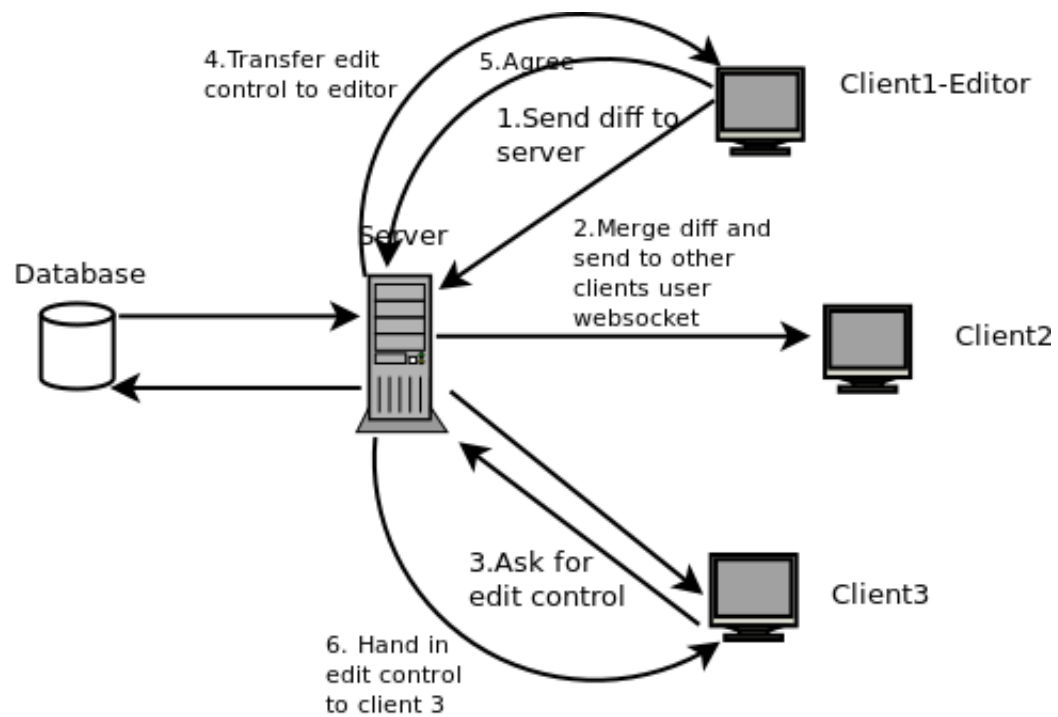 4.Transfer edit
control to editor
5.Agree
Client1-Editor
1.Send diff to
server
2.Merge diff and
send to other
clients user
websocket
Server
Database
Client2
3.Ask for
edit control
Client3
6. Hand in
edit control
to client 3